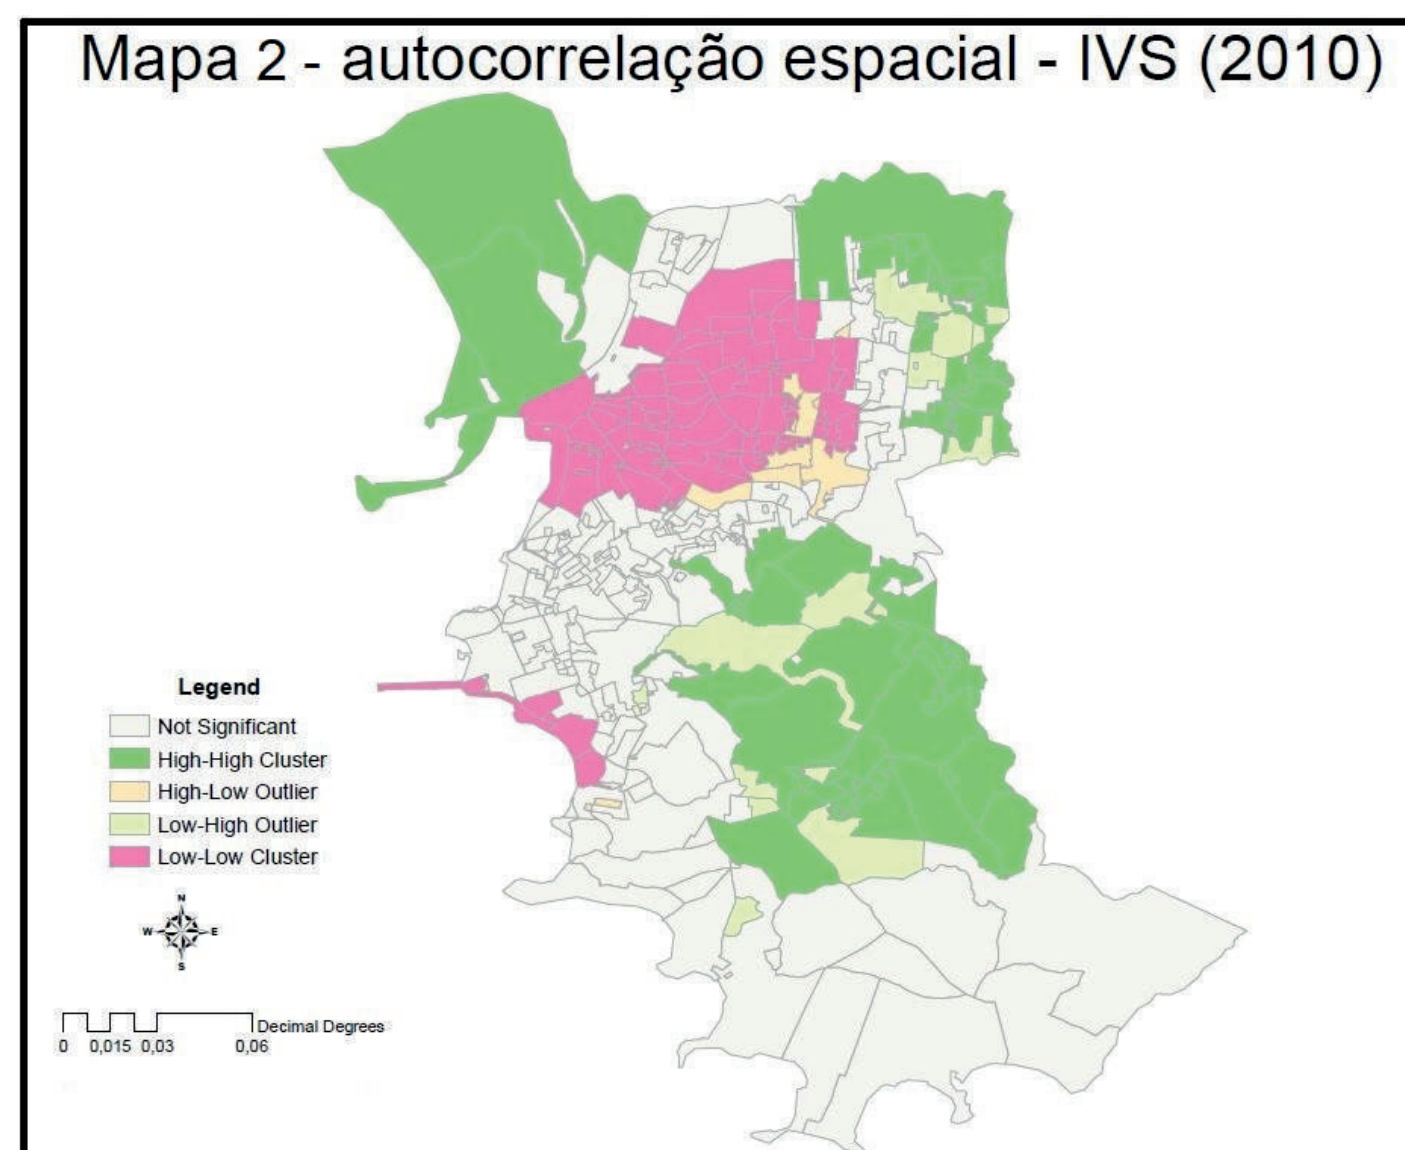 Mapa 2 - autocorrelação espacial - IVS (2010)
Legend
Not Significant
High-High Cluster
High-Low Outlier
Low-High Outlier
Low-Low Cluster
N
W E
S
Decimal Degrees
0 0,015 0,03 0,06